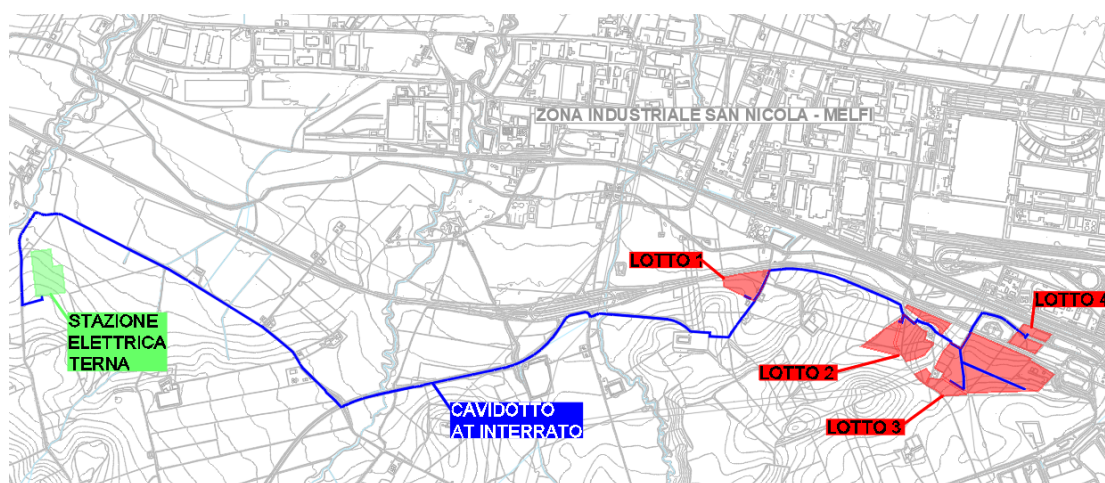 ZONA INDUSTRIALE SAN NICOLA - MELFI
LOTTO 1
LOTTO 4
STAZIONE
ELETTRICA
TERNA
LOTTO 2
CAVIDOTTO
AT INTERRATO
LOTTO 3